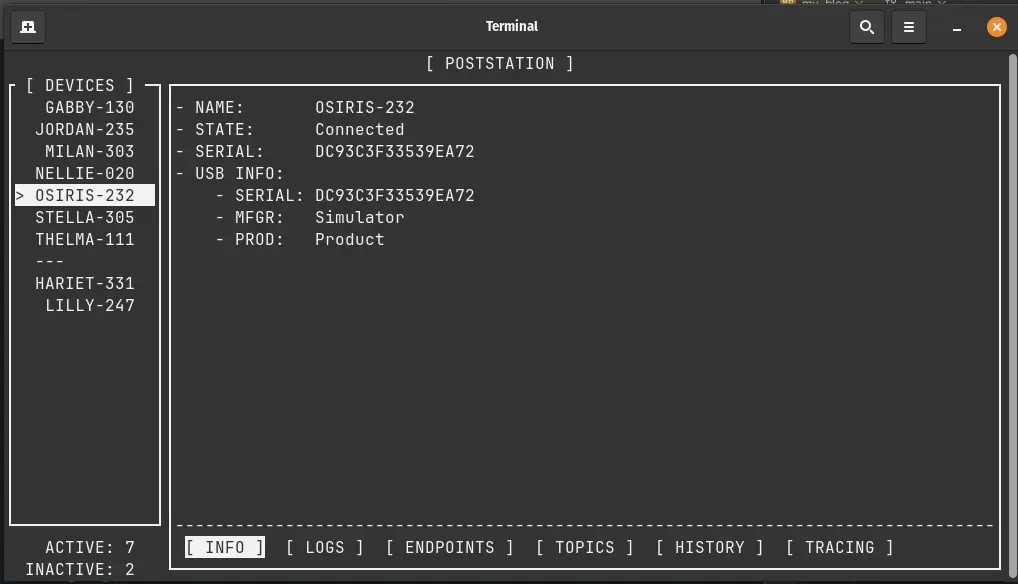 my_blog main
Terminal
[ POSTSTATION ]
[ DEVICES ]
GABBY-130
JORDAN-235
MILAN-303
NELLIE-020
> OSIRIS-232
STELLA-305
THELMA-111
---
HARIET-331
LILLY-247
ACTIVE: 7
INACTIVE: 2
- NAME: OSIRIS-232
- STATE: Connected
- SERIAL: DC93C3F33539EA72
- USB INFO:
- SERIAL: DC93C3F33539EA72
- MFGR: Simulator
- PROD: Product
[ INFO ] [ LOGS ] [ ENDPOINTS ] [ TOPICS ] [ HISTORY ] [ TRACING ]